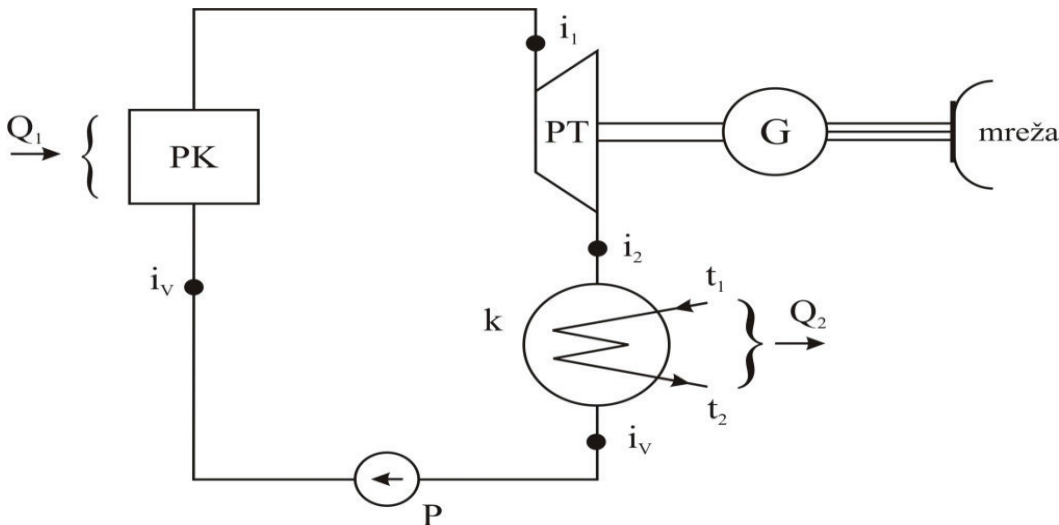 i₁
Q₁
PK
PT
G
mreža
i₂
iᵥ
t₁
k
Q₂
t₂
iᵥ
P